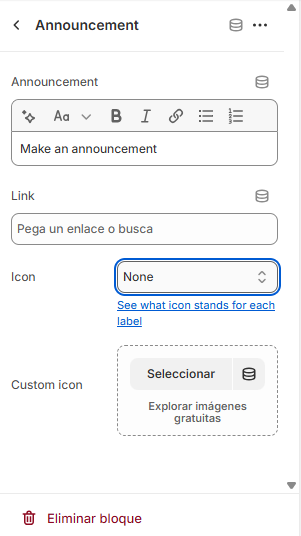 Announcement
Announcement
Aa B I
Make an announcement
Link
Pega un enlace o busca
Icon
None
See what icon stands for each
label
Custom icon
Seleccionar
Explorar imágenes
gratuitas
Eliminar bloque